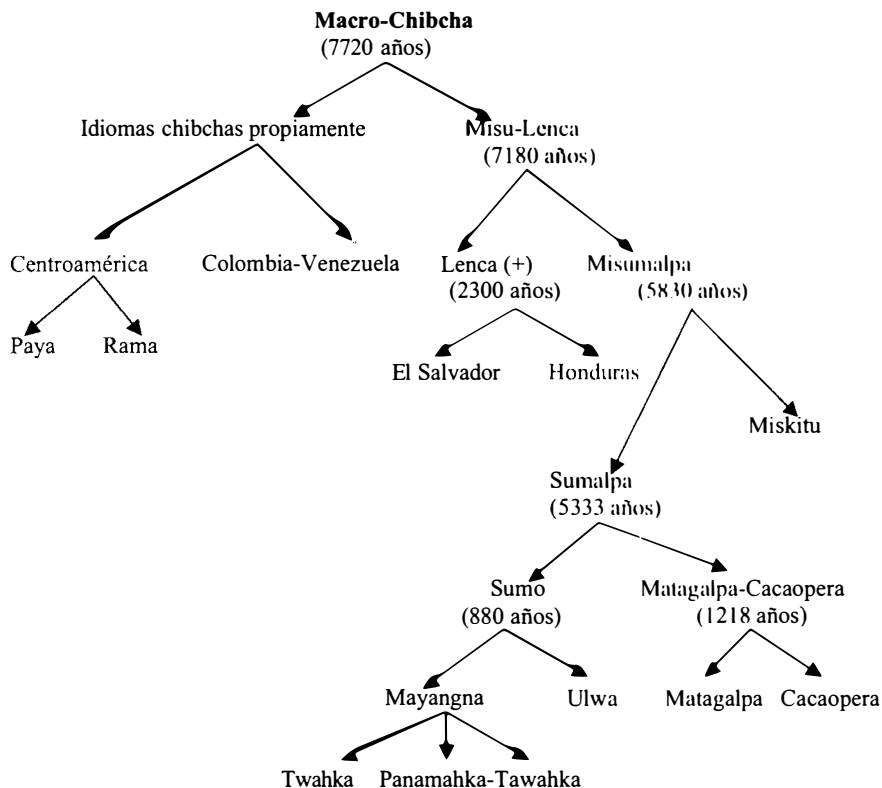 Macro-Chibcha
(7720 años)
Idiomas chibchas propiamente Misu-Lenca
(7180 años)
Centroamérica Colombia-Venezuela Lenca (+) Misumalpa
(2300 años) (5830 años)
Paya Rama
El Salvador Honduras
Miskitu
Sumalpa
(5333 años)
Sumo Matagalpa-Cacaopera
(880 años) (1218 años)
Mayangna Ulwa Matagalpa Cacaopera
Twahka Panamahka-Tawahka